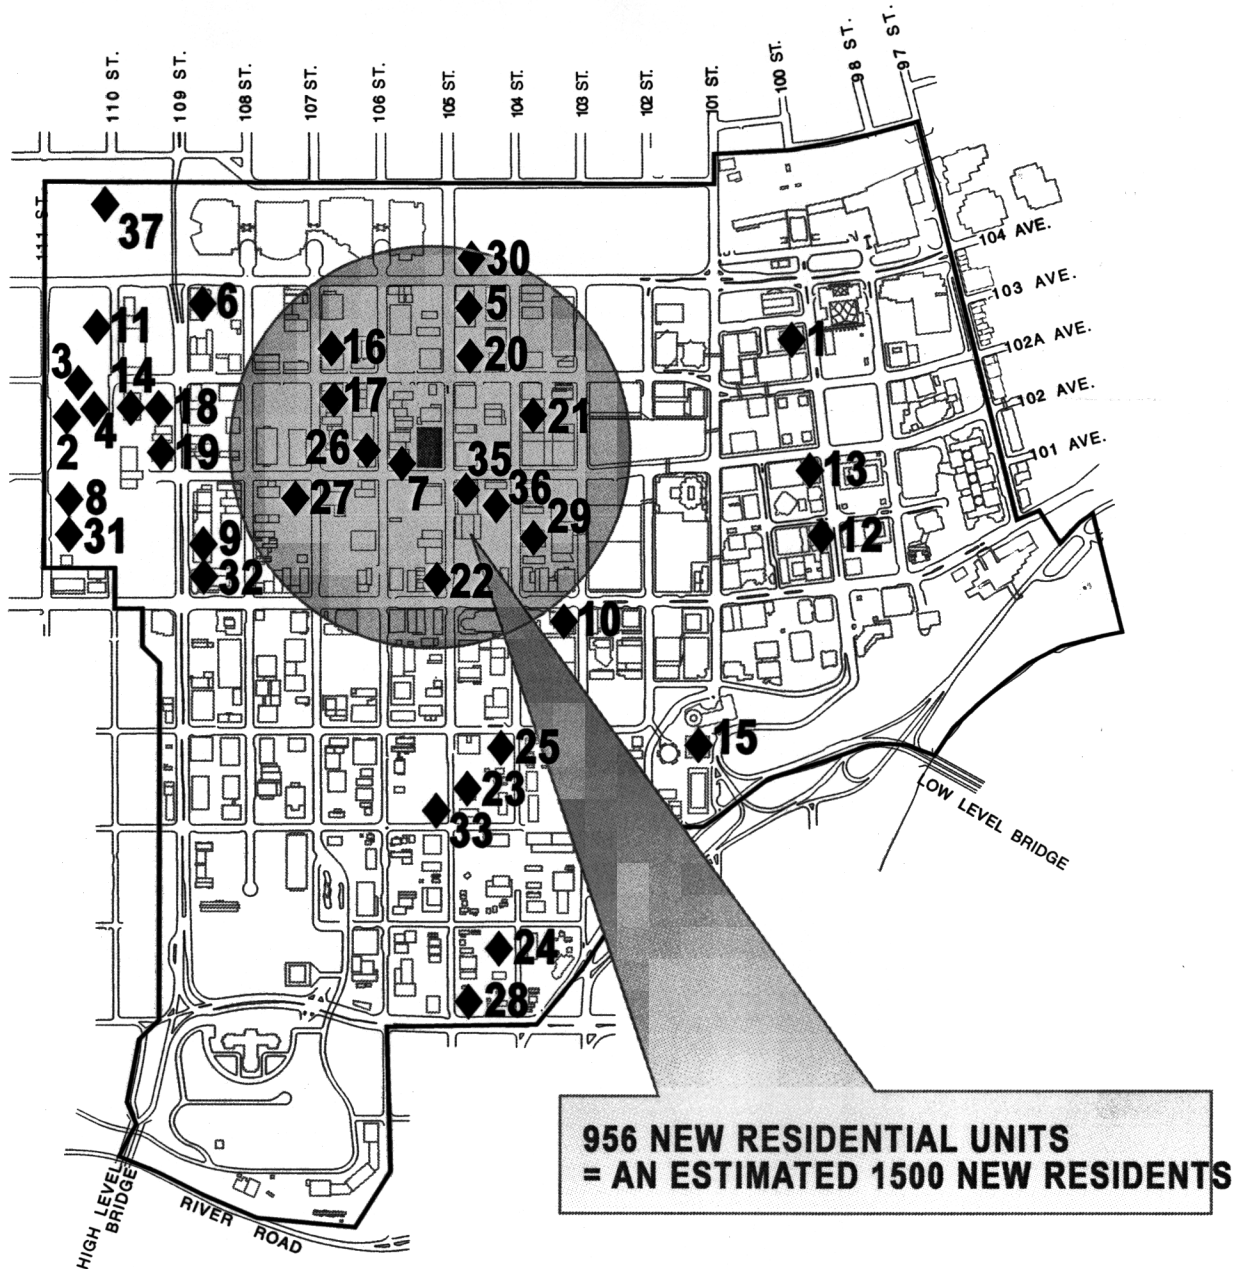 110 ST.
109 ST.
108 ST.
107 ST.
106 ST.
105 ST.
104 ST.
103 ST.
102 ST.
101 ST.
100 ST.
98 ST.
97 ST.
111 ST.
104 AVE.
103 AVE.
102A AVE.
102 AVE.
101 AVE.
37
30
6
5
11
1
16
20
3
14
17
18
21
4
2
26
19
35
13
7
8
27
36
29
31
9
12
32
22
10
15
25
23
33
LOW LEVEL BRIDGE
24
28
956 NEW RESIDENTIAL UNITS
= AN ESTIMATED 1500 NEW RESIDENTS
HIGH LEVEL
BRIDGE
RIVER ROAD